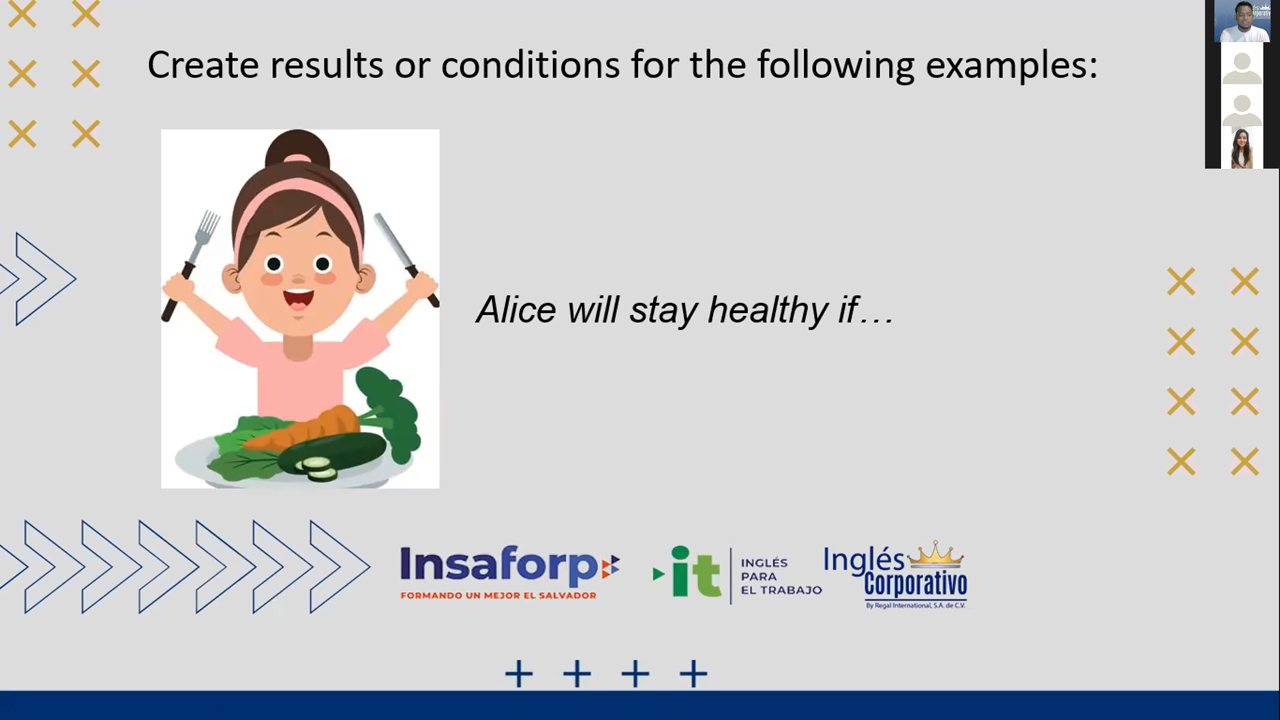 Create results or conditions for the following examples:
Alice will stay healthy if…
Insaforp
FORMANDO UN MEJOR EL SALVADOR
it
INGLÉS
PARA
EL TRABAJO
Inglés
Corporativo
By Regal International, S.A. de C.V.